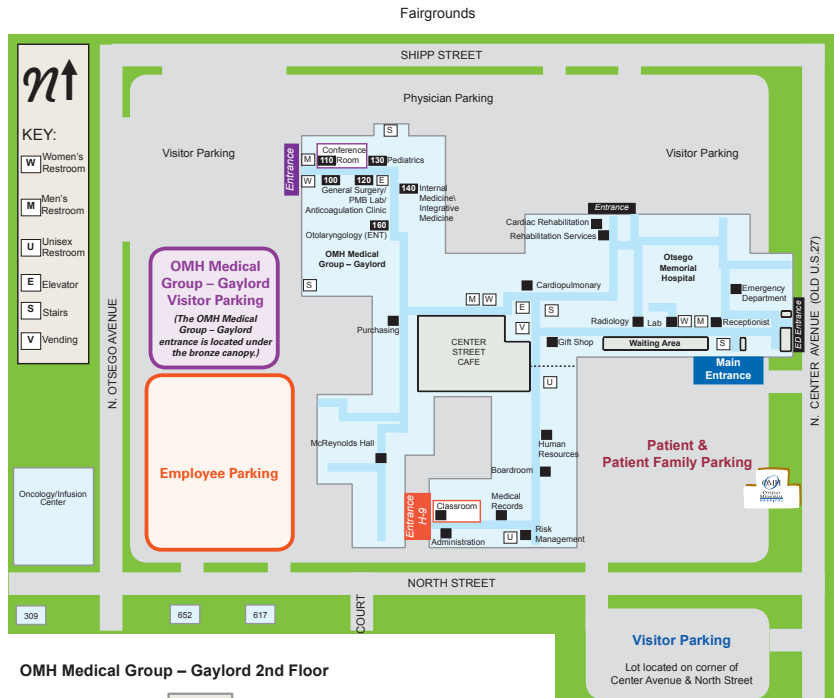 Fairgrounds
SHIPP STREET
N
KEY:
W Women's
Restroom
M Men's
Restroom
U Unisex
Restroom
E Elevator
S Stairs
V Vending
N. OTSEGO AVENUE
Physician Parking
Visitor Parking
Visitor Parking
S
Entrance
M
Conference
110 Room
130 Pediatrics
W
100
120
E
General Surgery/
PMB Lab/
Anticoagulation Clinic
140 Internal
Medicine\
Integrative
Medicine
160
Otolaryngology (ENT)
OMH Medical
Group – Gaylord
S
Entrance
Cardiac Rehabilitation
Rehabilitation Services
Otsego
Memorial
Hospital
OMH Medical
Group – Gaylord
Visitor Parking
(The OMH Medical
Group – Gaylord
entrance is located under
the bronze canopy.)
Cardiopulmonary
Emergency
Department
M W
E
S
V
Purchasing
Radiology
Lab
W M
Receptionist
ED Entrance
N. CENTER AVENUE (OLD U.S.27)
CENTER
STREET
CAFE
Gift Shop
Waiting Area
S
Main
Entrance
U
Employee Parking
McReynolds Hall
Human
Resources
Boardroom
Patient &
Patient Family Parking
OMH
OTSEGO
MEMORIAL
HOSPITAL
Oncology/Infusion
Center
Entrance
H-9
Classroom
Medical
Records
Administration
U
Risk
Management
NORTH STREET
309
652
617
COURT
Visitor Parking
Lot located on corner of
Center Avenue & North Street
OMH Medical Group – Gaylord 2nd Floor